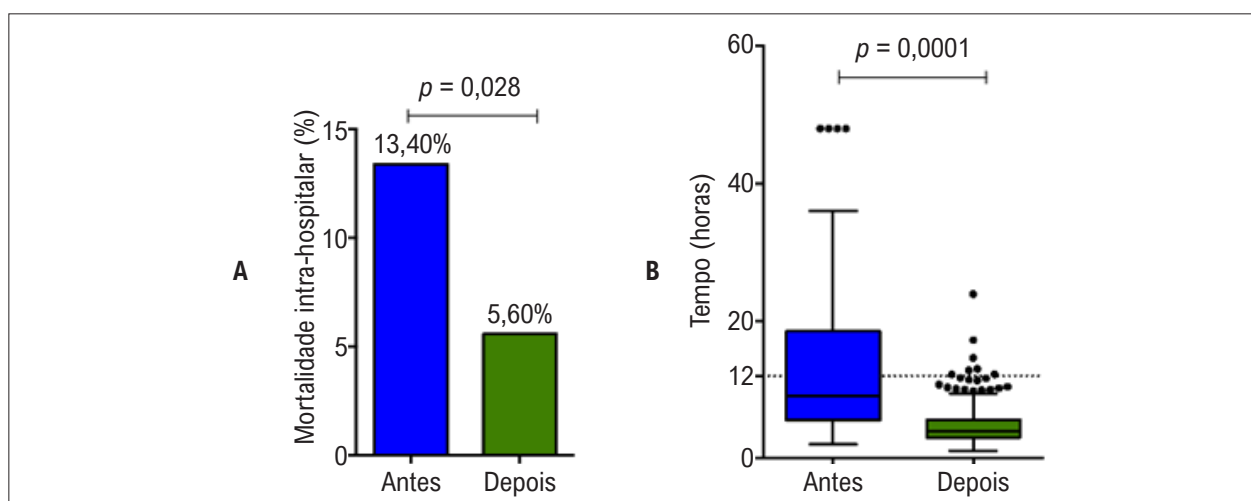 A
Mortalidade intra-hospitalar (%)
p = 0,028
15
10
5
0
13,40%
5,60%
Antes
Depois
B
Tempo (horas)
p = 0,0001
60
40
20
12
0
Antes
Depois